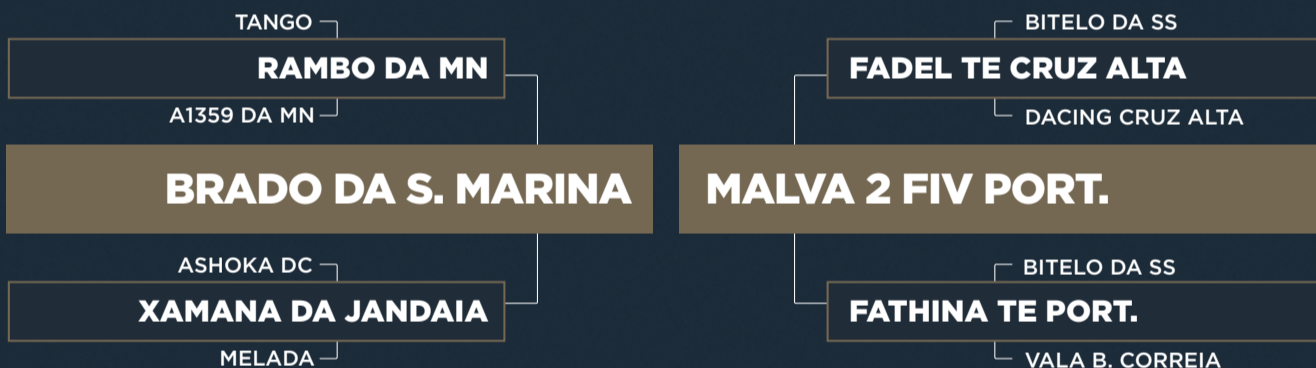 TANGO
RAMBO DA MN
A1359 DA MN
BRADO DA S. MARINA
ASHOKA DC
XAMANA DA JANDAIA
MELADA
BITELO DA SS
FADEL TE CRUZ ALTA
DACING CRUZ ALTA
MALVA 2 FIV PORT.
BITELO DA SS
FATHINA TE PORT.
VALA B. CORREIA